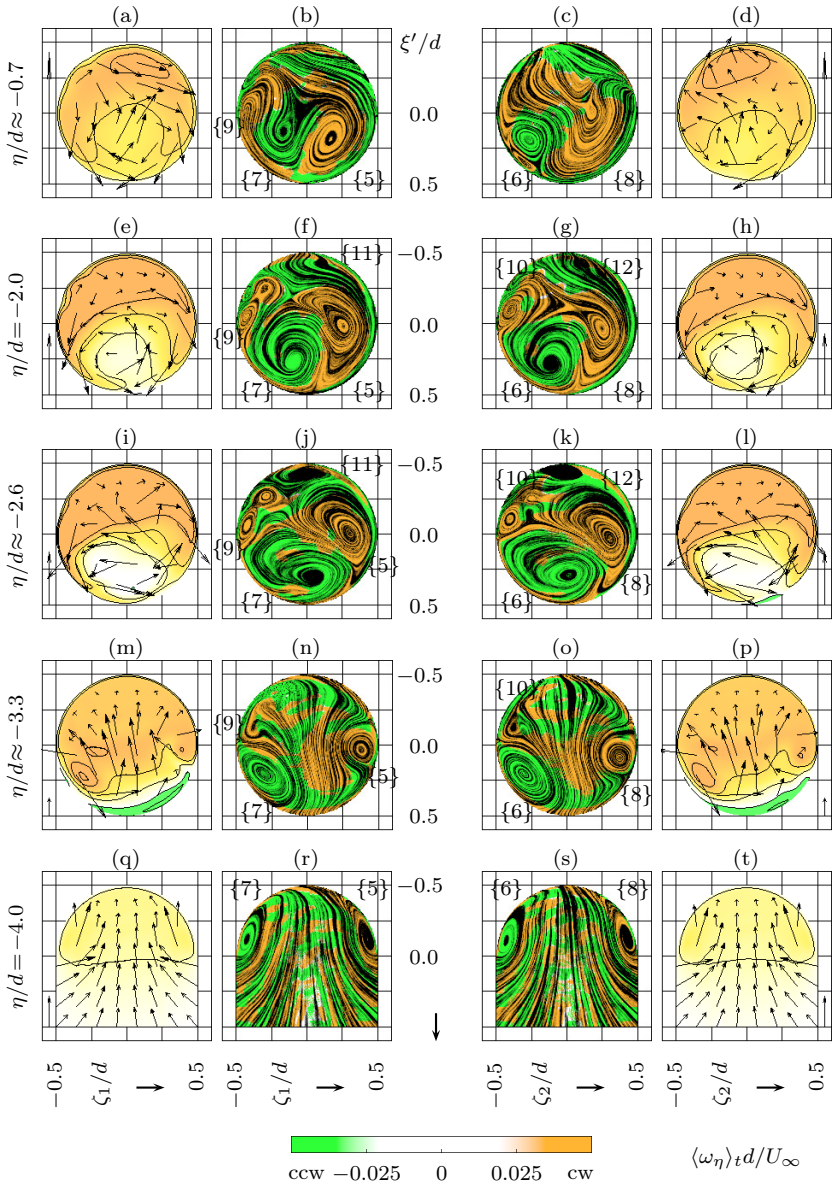 (a) (b) (c) (d)
ξ′/d
η/d ≈ −0.7
0.0
{9}
{7} {5} {6} {8}
0.5
(e) (f) (g) (h)
{11} −0.5 {10} {12}
η/d = −2.0
0.0
{9}
{7} {5} {6} {8}
0.5
(i) (j) (k) (l)
{11} −0.5 {10} {12}
η/d ≈ −2.6
0.0
{9} {5}
{7} {6} {8}
0.5
(m) (n) (o) (p)
−0.5 {10}
η/d ≈ −3.3
{9}
0.0
{5} {8}
{7} {6}
0.5
(q) (r) (s) (t)
{7} {5} −0.5 {6} {8}
η/d = −4.0
0.0
−0.5 ζ1/d 0.5 −0.5 ζ1/d 0.5 −0.5 ζ2/d 0.5 −0.5 ζ2/d 0.5
ccw −0.025 0 0.025 cw
⟨ωη⟩t d/U∞